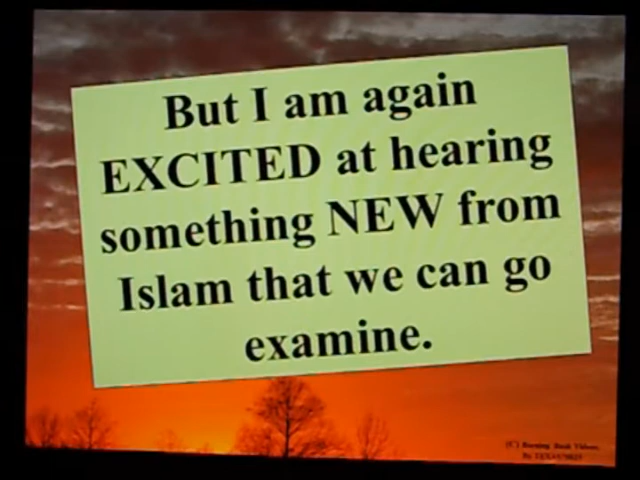 But I am again
EXCITED at hearing
something NEW from
Islam that we can go
examine.